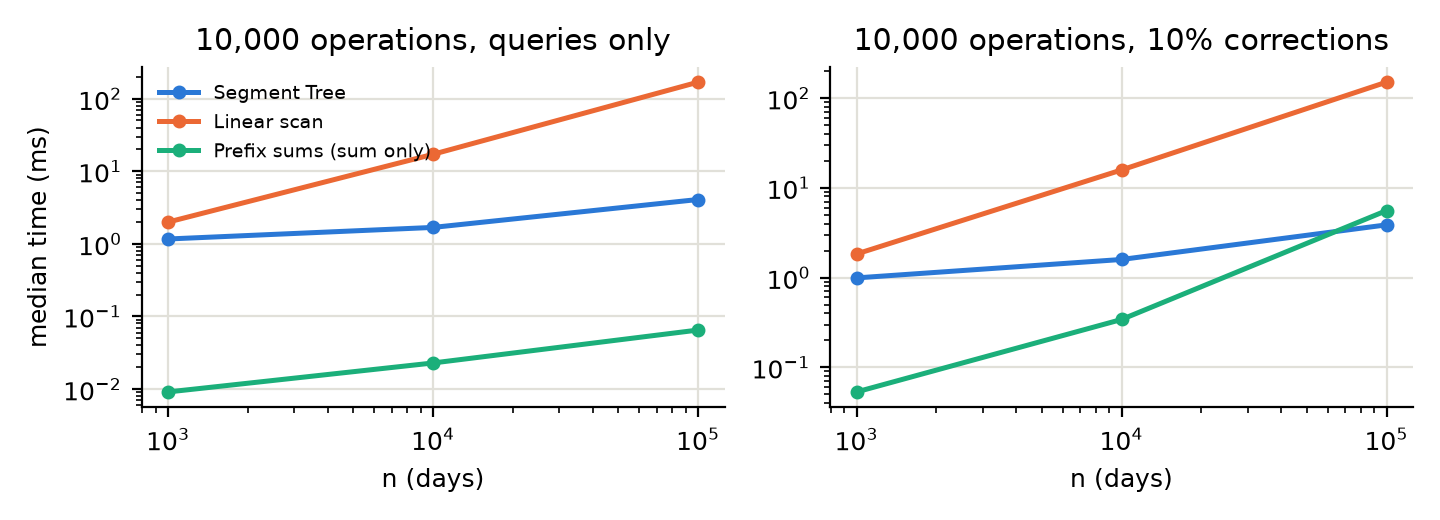 10,000 operations, queries only
median time (ms)
10²
10¹
10⁰
10⁻¹
10⁻²
Segment Tree
Linear scan
Prefix sums (sum only)
10³
10⁴
10⁵
n (days)
10,000 operations, 10% corrections
10²
10¹
10⁰
10⁻¹
10³
10⁴
10⁵
n (days)